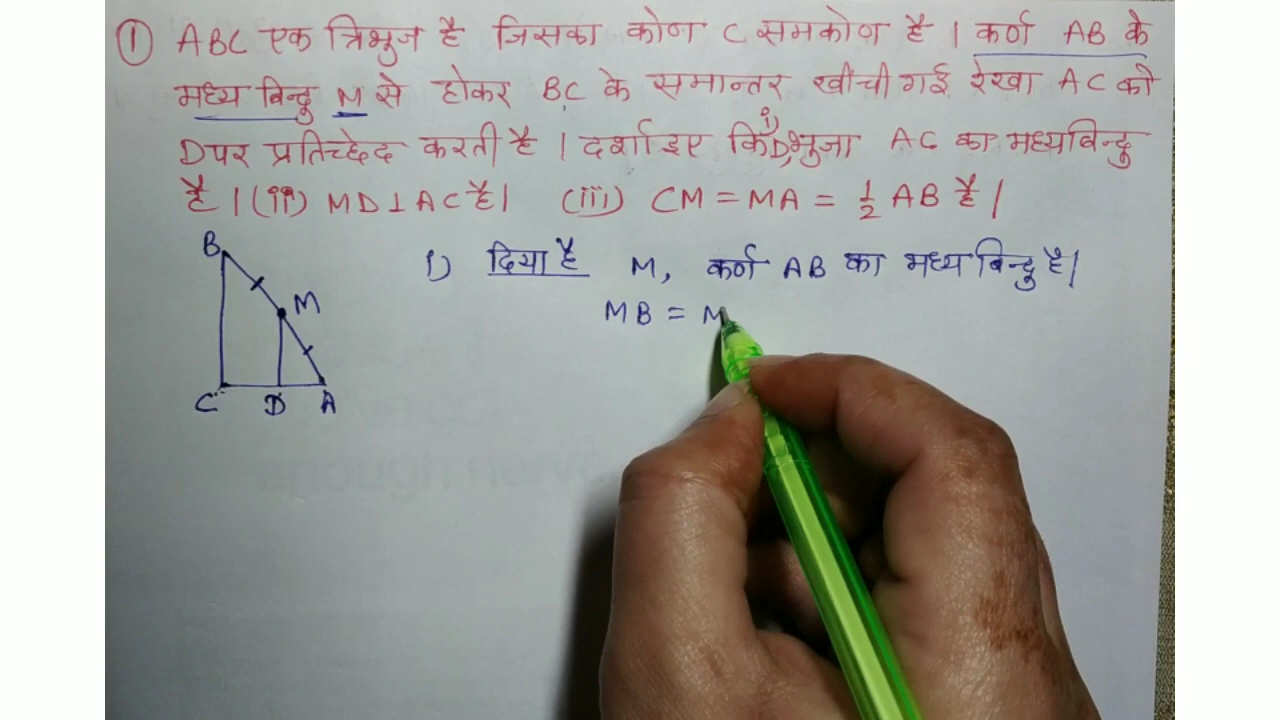 ① ABC एक त्रिभुज है जिसका कोण C समकोण है । कर्ण AB के
मध्य बिन्दु M से होकर BC के समान्तर खींची गई रेखा AC को
D पर प्रतिच्छेद करती है । दर्शाइए कि i) D, भुजा AC का मध्यबिन्दु
है । (ii) MD ⊥ AC है । (iii) CM = MA = 1/2 AB है ।
B
M
C D A
1) दिया है M, कर्ण AB का मध्य बिन्दु है ।
MB = M